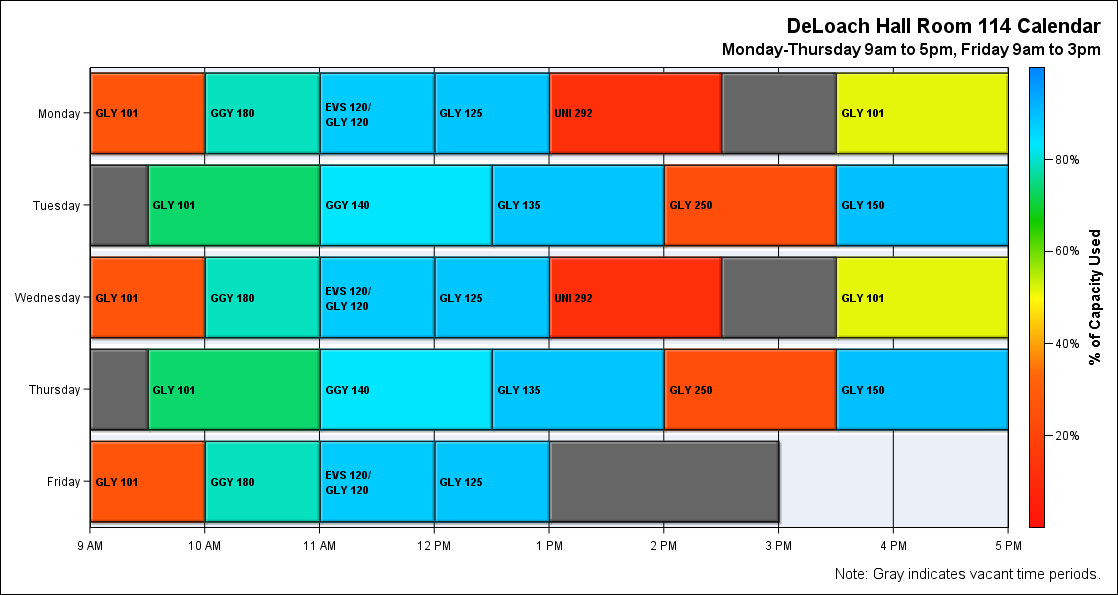 DeLoach Hall Room 114 Calendar
Monday-Thursday 9am to 5pm, Friday 9am to 3pm
Monday
GLY 101
GGY 180
EVS 120/
GLY 120
GLY 125
UNI 292
GLY 101
Tuesday
GLY 101
GGY 140
GLY 135
GLY 250
GLY 150
Wednesday
GLY 101
GGY 180
EVS 120/
GLY 120
GLY 125
UNI 292
GLY 101
Thursday
GLY 101
GGY 140
GLY 135
GLY 250
GLY 150
Friday
GLY 101
GGY 180
EVS 120/
GLY 120
GLY 125
9 AM
10 AM
11 AM
12 PM
1 PM
2 PM
3 PM
4 PM
5 PM
80%
60%
40%
20%
% of Capacity Used
Note: Gray indicates vacant time periods.